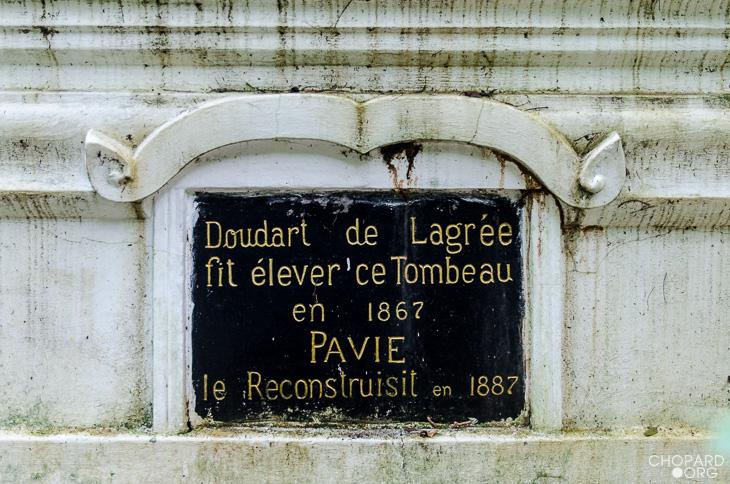 Doudart de Lagrée
fit élever ce Tombeau
en 1867
PAVIE
le Reconstruisit en 1887
CHOPARD
ORG